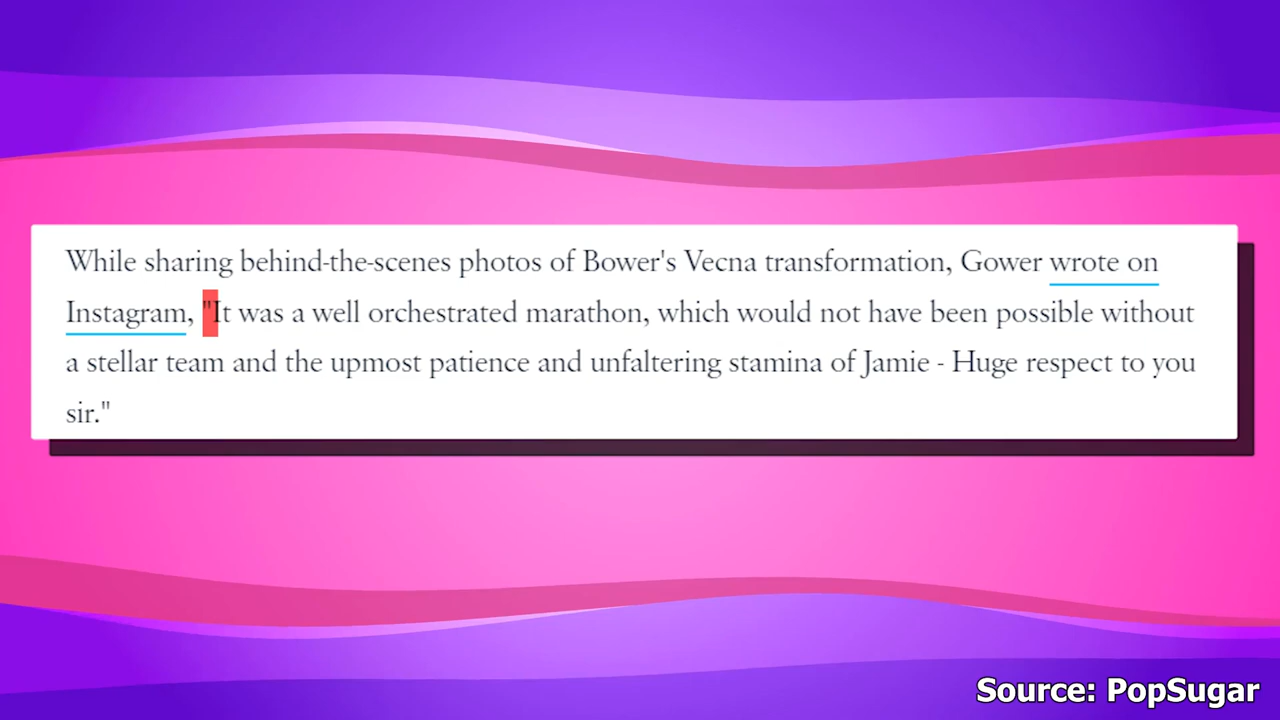 While sharing behind-the-scenes photos of Bower's Vecna transformation, Gower wrote on
Instagram, "It was a well orchestrated marathon, which would not have been possible without
a stellar team and the upmost patience and unfaltering stamina of Jamie - Huge respect to you
sir."
Source: PopSugar